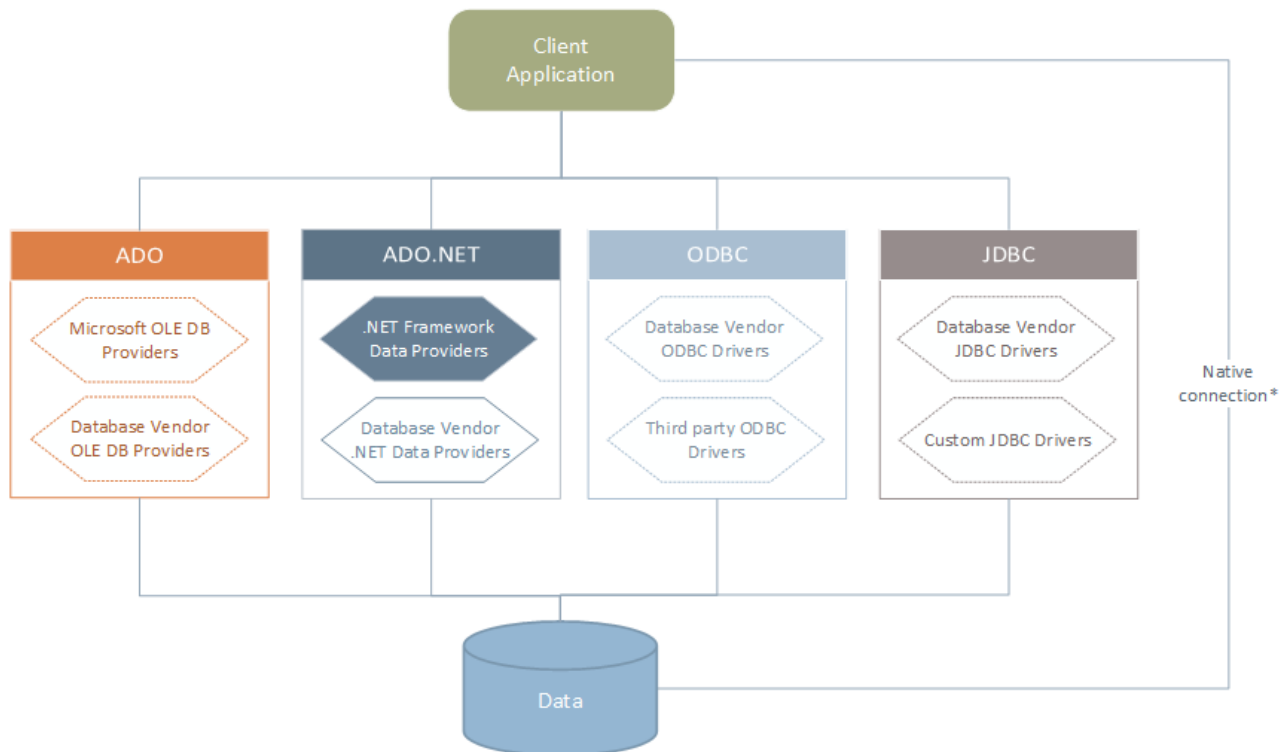 Client
Application
ADO
ADO.NET
ODBC
JDBC
Microsoft OLE DB
Providers
Database Vendor
OLE DB Providers
.NET Framework
Data Providers
Database Vendor
.NET Data Providers
Database Vendor
ODBC Drivers
Third party ODBC
Drivers
Database Vendor
JDBC Drivers
Custom JDBC Drivers
Native
connection*
Data